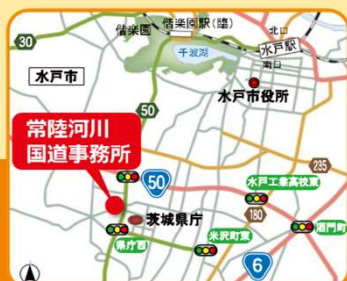 偕楽園
偕楽園駅(臨)
北口
水戸駅
南口
千波湖
30
水戸市
水戸市役所
50
常陸河川
国道事務所
50
235
水戸工業高校東
茨城県庁
180
酒門町
県庁西
米沢町東
6